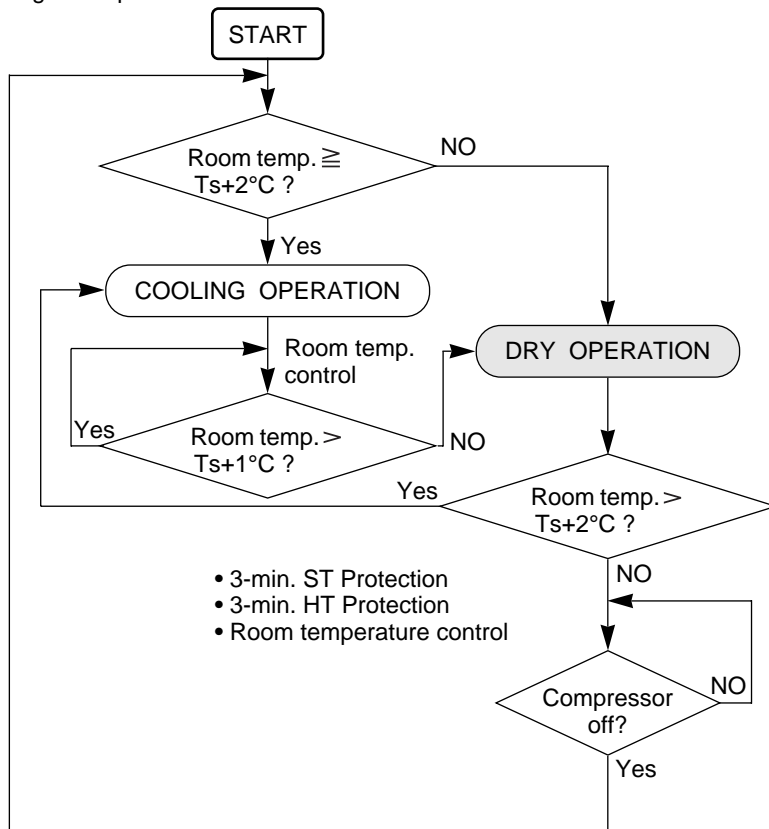 START
Room temp. ≧
Ts+2°C ?
NO
Yes
COOLING OPERATION
Room temp.
control
DRY OPERATION
Yes
Room temp. >
Ts+1°C ?
NO
Yes
Room temp. >
Ts+2°C ?
• 3-min. ST Protection
• 3-min. HT Protection
• Room temperature control
NO
Compressor
off?
NO
Yes